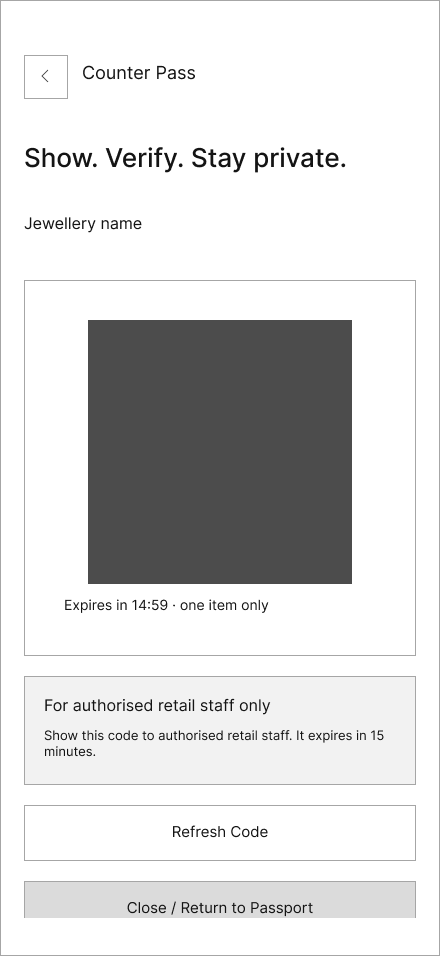 Counter Pass
Show. Verify. Stay private.
Jewellery name
Expires in 14:59 · one item only
For authorised retail staff only
Show this code to authorised retail staff. It expires in 15
minutes.
Refresh Code
Close / Return to Passport